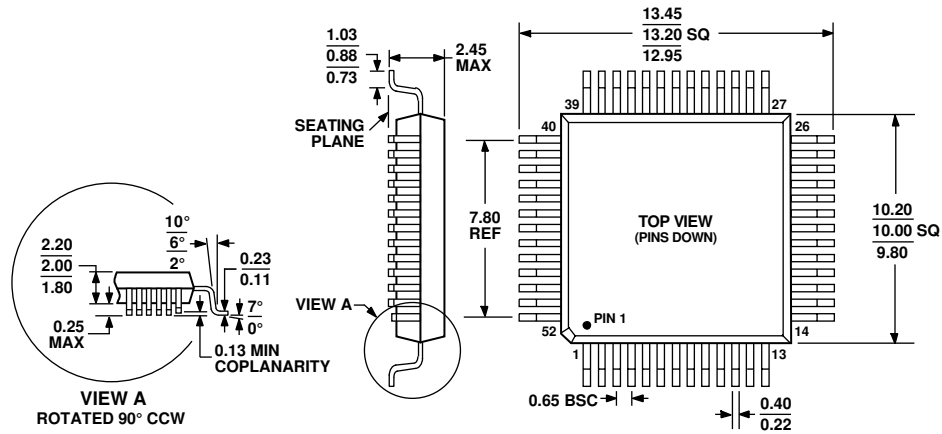 1.03
0.88
0.73
2.45
MAX
13.45
13.20 SQ
12.95
SEATING
PLANE
39
27
40
26
7.80
REF
TOP VIEW
(PINS DOWN)
10.20
10.00 SQ
9.80
10°
6°
2°
2.20
2.00
1.80
0.23
0.11
7°
0°
0.25
MAX
0.13 MIN
COPLANARITY
VIEW A
VIEW A
ROTATED 90° CCW
52
PIN 1
14
1
13
0.65 BSC
0.40
0.22